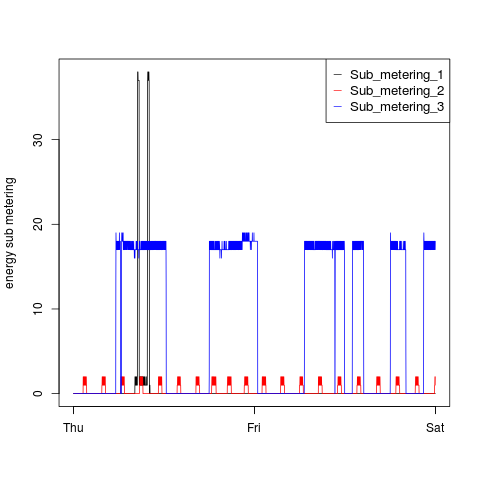 Sub_metering_1
Sub_metering_2
Sub_metering_3
energy sub metering
30
20
10
0
Thu Fri Sat